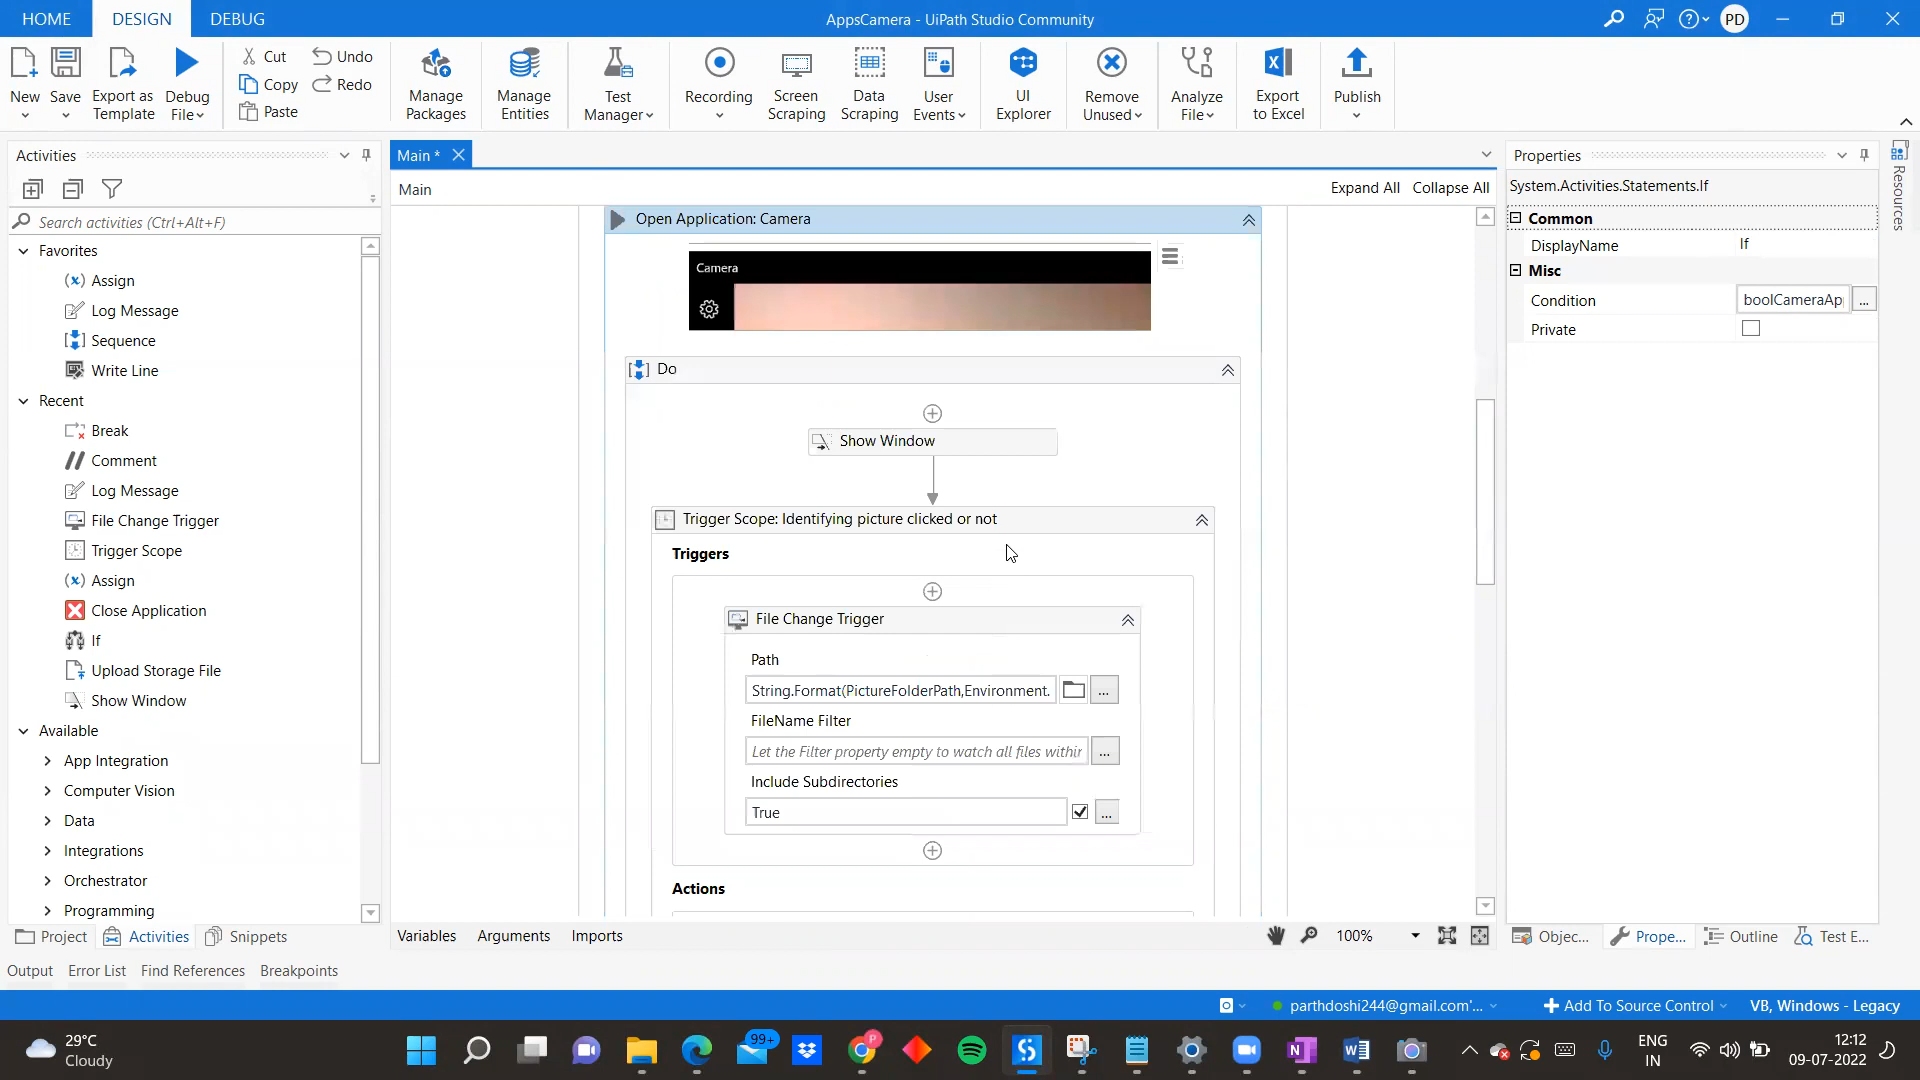 HOME DESIGN DEBUG
AppsCamera - UiPath Studio Community
PD
New
Save
Export as
Template
Debug
File
Cut
Copy
Paste
Undo
Redo
Manage
Packages
Manage
Entities
Test
Manager
Recording
Screen
Scraping
Data
Scraping
User
Events
UI
Explorer
Remove
Unused
Analyze
File
Export
to Excel
Publish
Activities
Search activities (Ctrl+Alt+F)
Favorites
Assign
Log Message
Sequence
Write Line
Recent
Break
Comment
Log Message
File Change Trigger
Trigger Scope
Assign
Close Application
If
Upload Storage File
Show Window
Available
App Integration
Computer Vision
Data
Integrations
Orchestrator
Programming
Project
Activities
Snippets
Main *
Main
Expand All Collapse All
Open Application: Camera
Camera
Do
Show Window
Trigger Scope: Identifying picture clicked or not
Triggers
File Change Trigger
Path
String.Format(PictureFolderPath,Environment.
...
FileName Filter
Let the Filter property empty to watch all files within
...
Include Subdirectories
True
...
Actions
Variables Arguments Imports
100%
Properties
System.Activities.Statements.If
Common
DisplayName If
Misc
Condition boolCameraAp
...
Private
Resources
Objec...
Prope...
Outline
Test E...
Output Error List Find References Breakpoints
parthdoshi244@gmail.com'...
Add To Source Control
VB, Windows - Legacy
29°C
Cloudy
99+
P
ENG
IN
12:12
09-07-2022